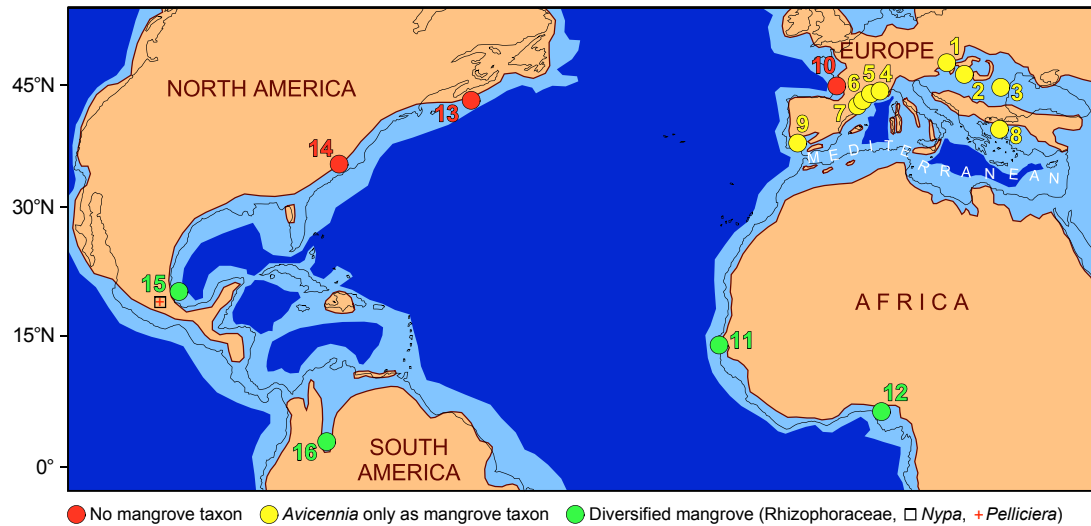 EUROPE
1
10
NORTH AMERICA
5 4
6
45°N
2
3
13
7
8
9
14
MEDITERRANEAN
30°N
15
AFRICA
15°N
11
12
SOUTH
AMERICA
16
0°
No mangrove taxon Avicennia only as mangrove taxon Diversified mangrove (Rhizophoraceae, Nypa, + Pelliciera)